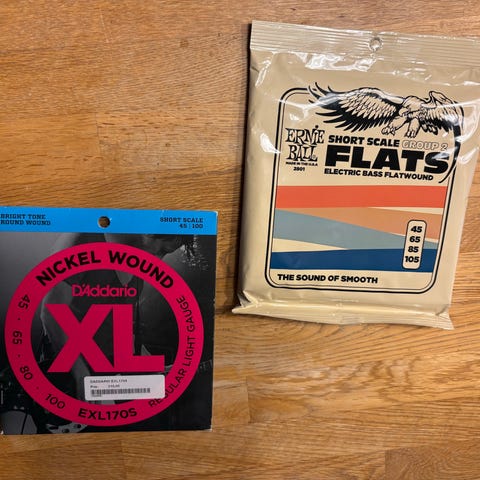 ERNIE
BALL
MADE IN THE U.S.A
2801
SHORT SCALE GROUP 2
FLATS
ELECTRIC BASS FLATWOUND
45
65
85
105
THE SOUND OF SMOOTH
BRIGHT TONE
ROUND WOUND
SHORT SCALE
45 | 100
NICKEL WOUND
D'Addario
XL
45 · 65 · 80 · 100
EXL170S
REGULAR LIGHT GAUGE
DADDARIO EXL170S